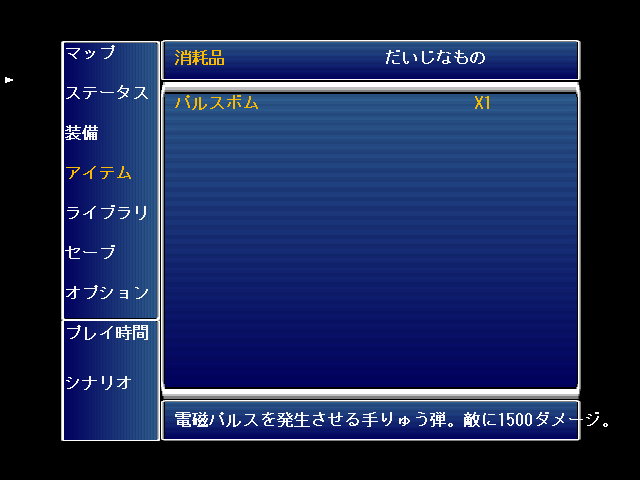 マップ
ステータス
装備
アイテム
ライブラリ
セーブ
オプション
プレイ時間
シナリオ
消耗品 だいじなもの
パルスボム X1
電磁パルスを発生させる手りゅう弾。敵に1500ダメージ。